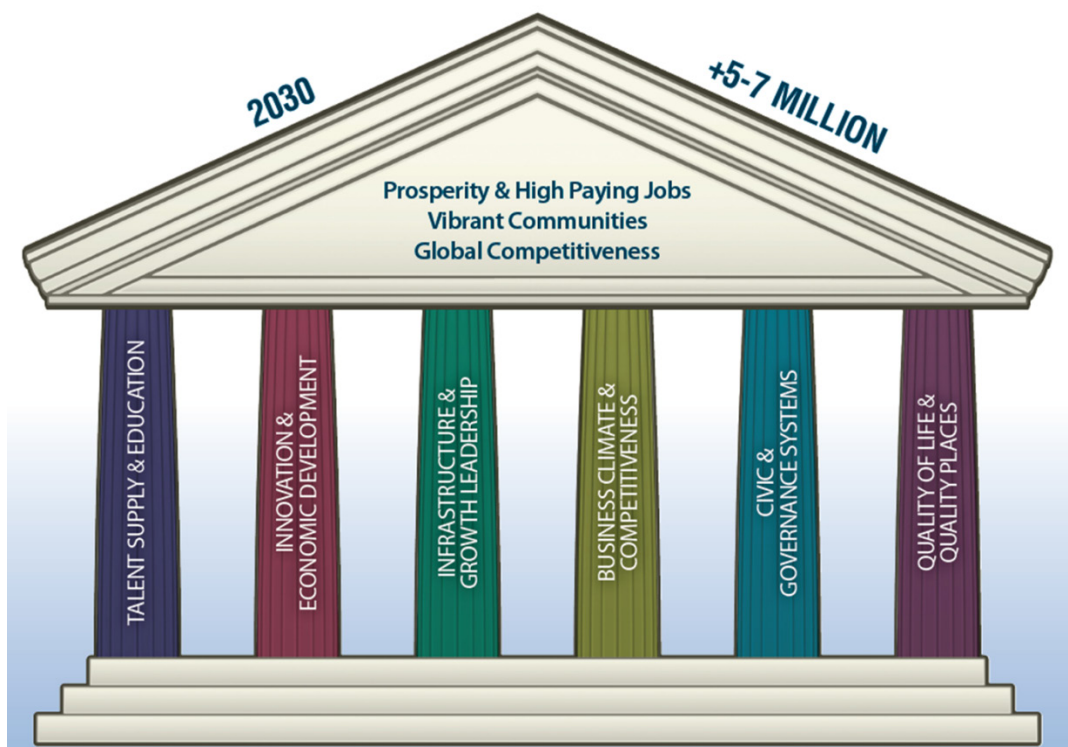 2030
+5-7 MILLION
Prosperity & High Paying Jobs
Vibrant Communities
Global Competitiveness
TALENT SUPPLY & EDUCATION
INNOVATION &
ECONOMIC DEVELOPMENT
INFRASTRUCTURE &
GROWTH LEADERSHIP
BUSINESS CLIMATE &
COMPETITIVENESS
CIVIC &
GOVERNANCE SYSTEMS
QUALITY OF LIFE &
QUALITY PLACES